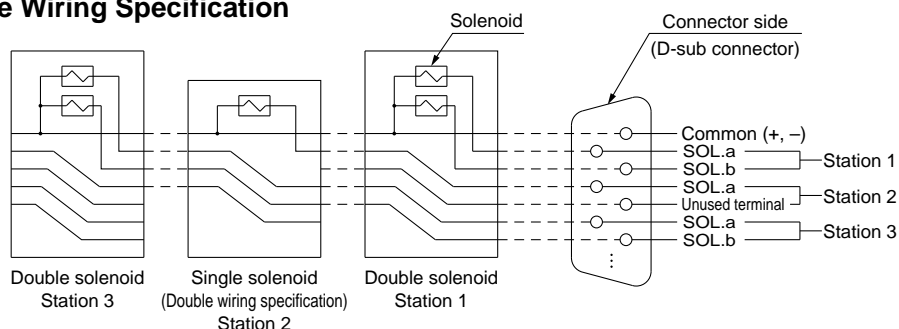 e Wiring Specification
Solenoid
Connector side
(D-sub connector)
Common (+, –)
SOL.a
SOL.b
Station 1
SOL.a
Unused terminal
Station 2
SOL.a
SOL.b
Station 3
Double solenoid
Station 3
Single solenoid
(Double wiring specification)
Station 2
Double solenoid
Station 1